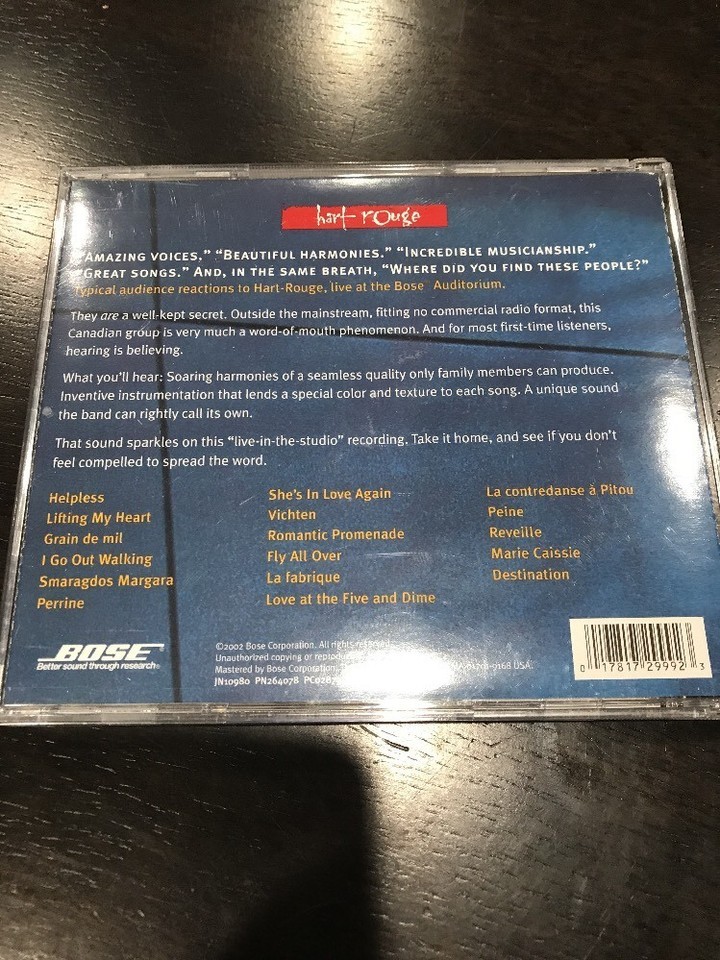 hart rouge
"AMAZING VOICES," "BEAUTIFUL HARMONIES." "INCREDIBLE MUSICIANSHIP."
"GREAT SONGS." AND, IN THE SAME BREATH, "WHERE DID YOU FIND THESE PEOPLE?"
Typical audience reactions to Hart-Rouge, live at the Bose Auditorium.
They are a well-kept secret. Outside the mainstream, fitting no commercial radio format, this
Canadian group is very much a word-of-mouth phenomenon. And for most first-time listeners,
hearing is believing.
What you'll hear: Soaring harmonies of a seamless quality only family members can produce.
Inventive instrumentation that lends a special color and texture to each song. A unique sound
the band can rightly call its own.
That sound sparkles on this "live-in-the-studio" recording. Take it home, and see if you don't
feel compelled to spread the word.
Helpless
Lifting My Heart
Grain de mil
I Go Out Walking
Smaragdos Margara
Perrine
She's In Love Again
Vichten
Romantic Promenade
Fly All Over
La fabrique
Love at the Five and Dime
La contredanse à Pitou
Peine
Reveille
Marie Caissie
Destination
BOSE
Better sound through research®
©2002 Bose Corporation. All rights reserved.
Unauthorized copying or
Mastered by Bose Corporation, 01701-9168 USA.
JN10980 PN264078
0 17817 29992 3